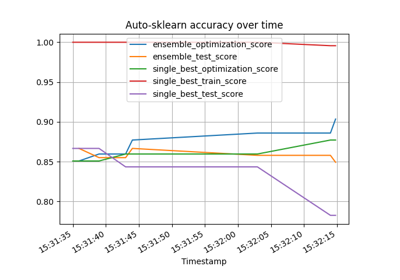 Auto-sklearn accuracy over time
1.00
0.95
0.90
0.85
0.80
ensemble_optimization_score
ensemble_test_score
single_best_optimization_score
single_best_train_score
single_best_test_score
15:31:35
15:31:40
15:31:45
15:31:50
15:31:55
15:32:00
15:32:05
15:32:10
15:32:15
Timestamp